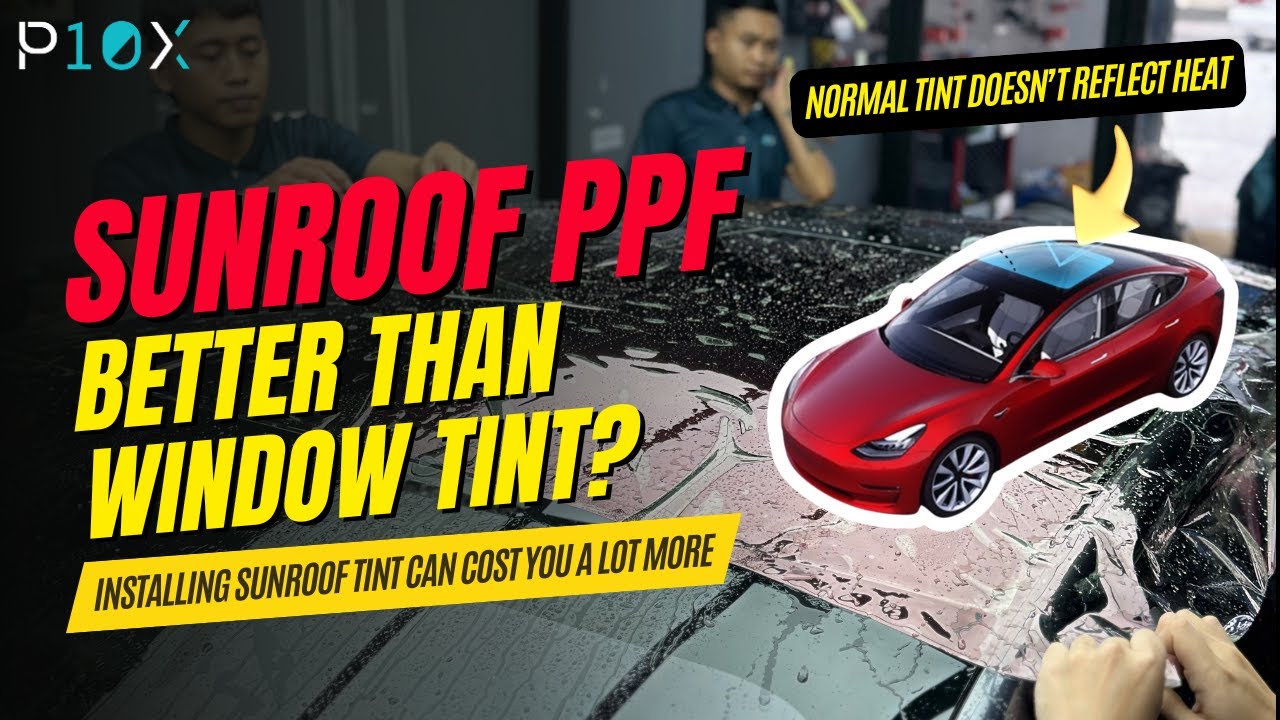 P10X
NORMAL TINT DOESN'T REFLECT HEAT
SUNROOF PPF
BETTER THAN
WINDOW TINT?
INSTALLING SUNROOF TINT CAN COST YOU A LOT MORE